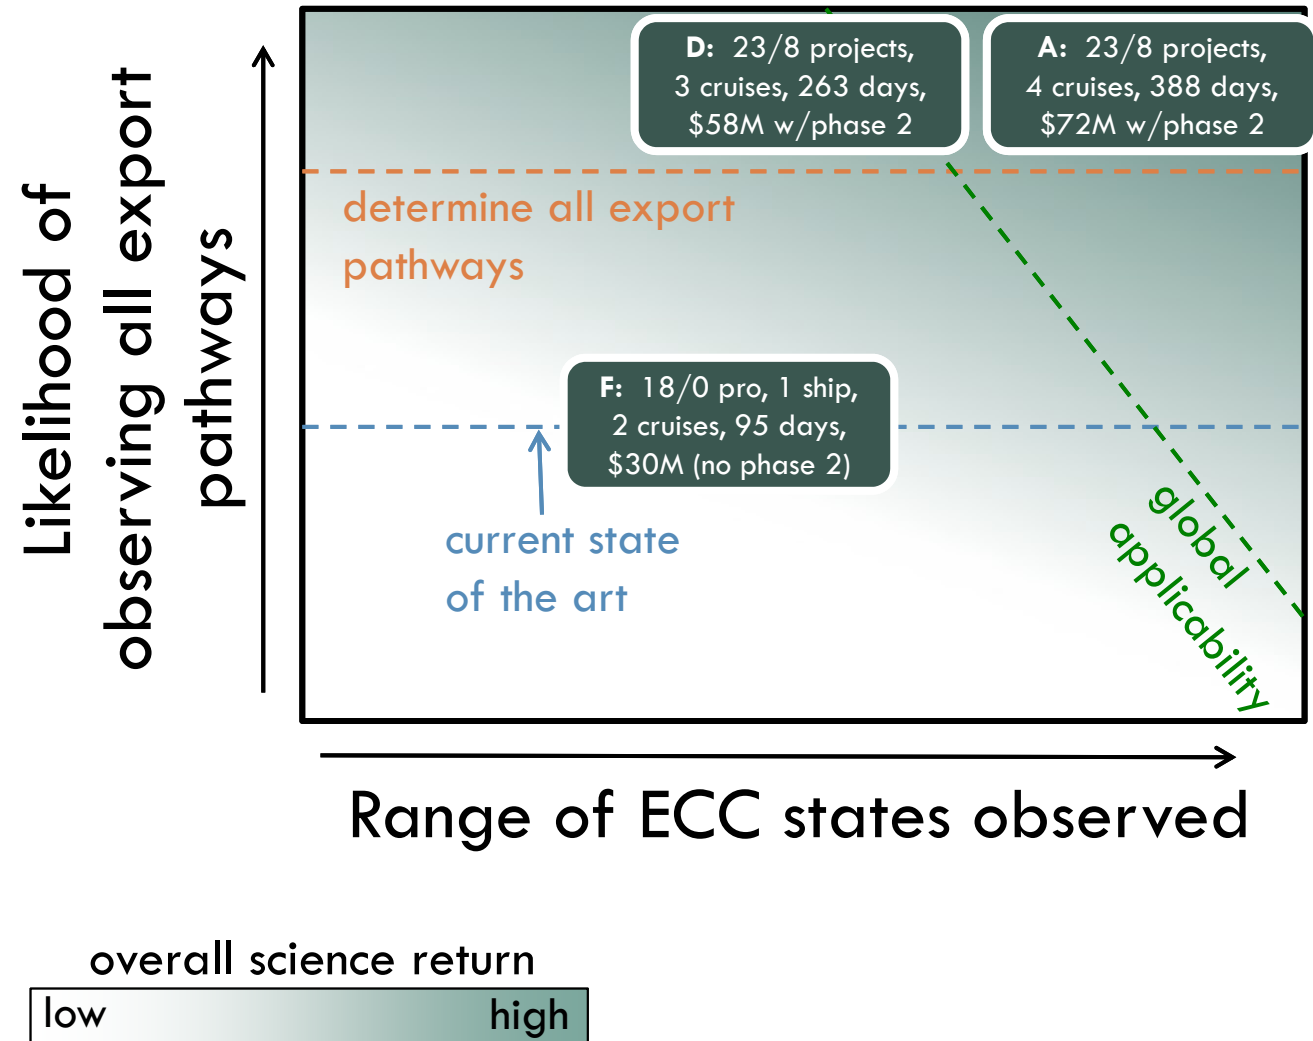 Likelihood of
observing all export
pathways
D: 23/8 projects,
3 cruises, 263 days,
$58M w/phase 2
A: 23/8 projects,
4 cruises, 388 days,
$72M w/phase 2
determine all export
pathways
F: 18/0 pro, 1 ship,
2 cruises, 95 days,
$30M (no phase 2)
current state
of the art
global
applicability
Range of ECC states observed
overall science return
low high